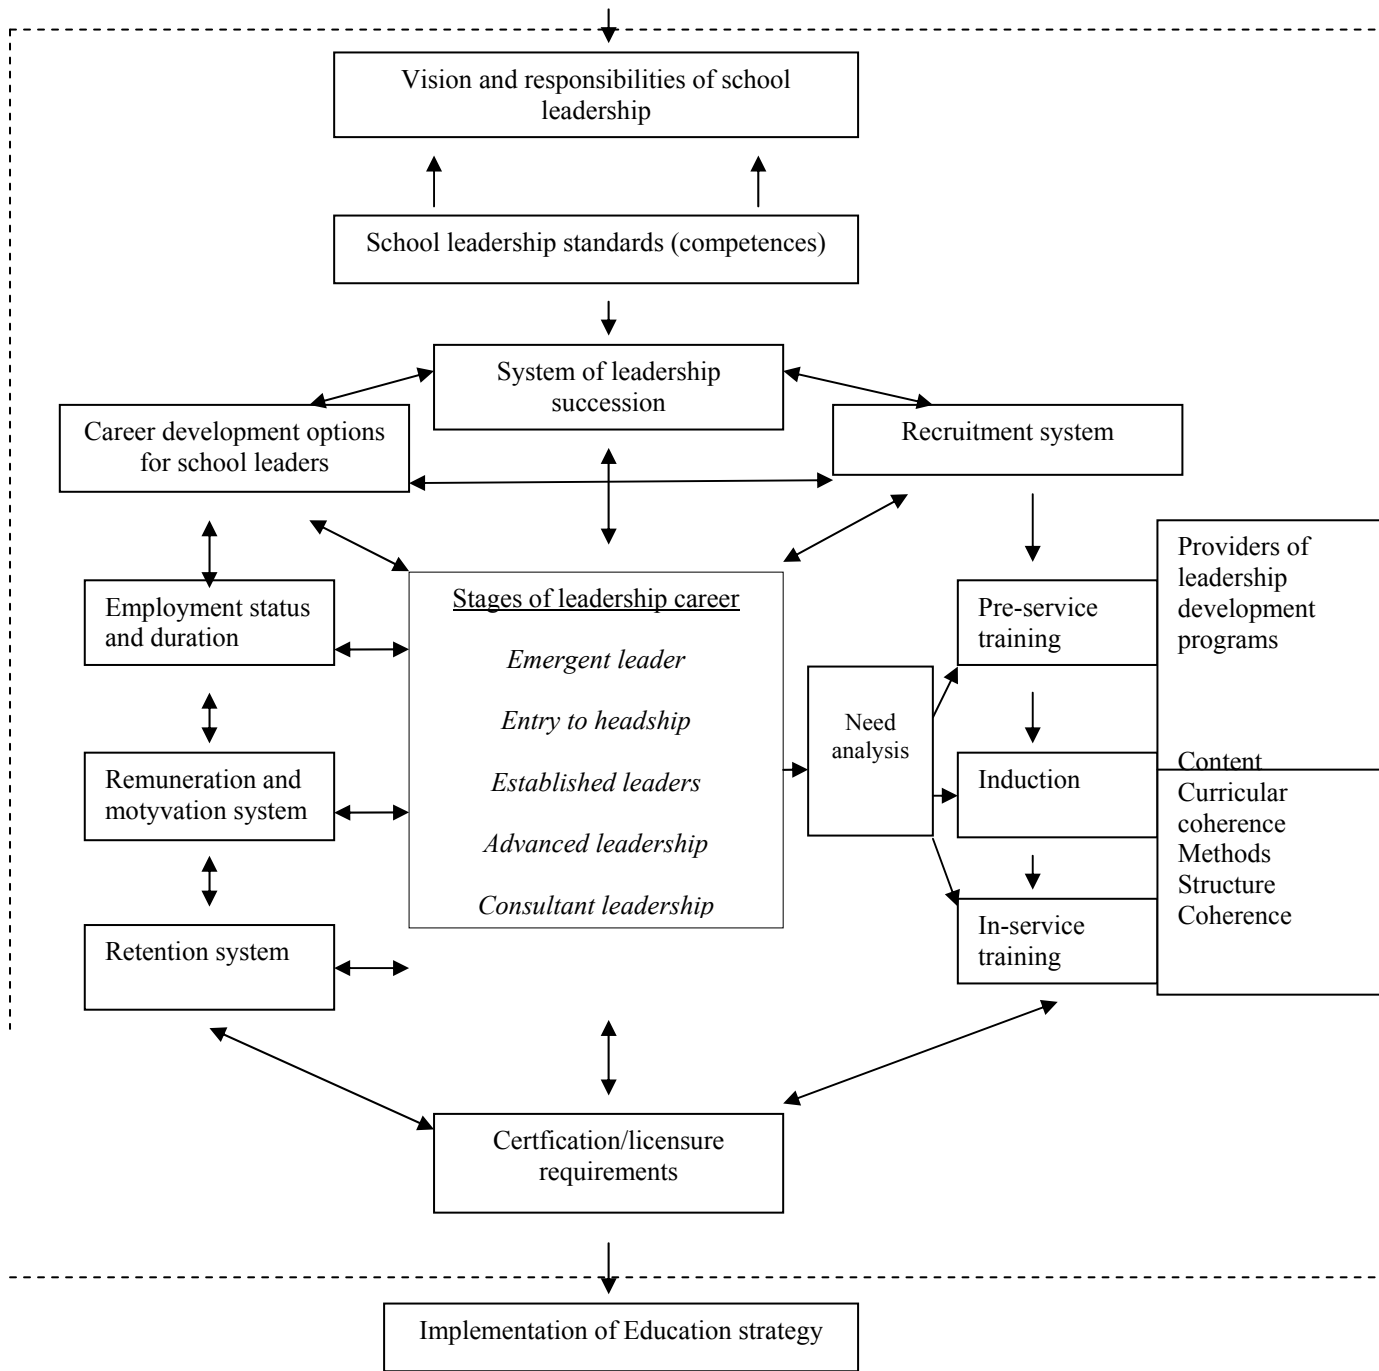 Vision and responsibilities of school
leadership
School leadership standards (competences)
System of leadership
succession
Career development options
for school leaders
Recruitment system
Employment status
and duration
Remuneration and
motyvation system
Retention system
Stages of leadership career
Emergent leader
Entry to headship
Established leaders
Advanced leadership
Consultant leadership
Need
analysis
Pre-service
training
Induction
In-service
training
Providers of
leadership
development
programs
Content
Curricular
coherence
Methods
Structure
Coherence
Certfication/licensure
requirements
Implementation of Education strategy